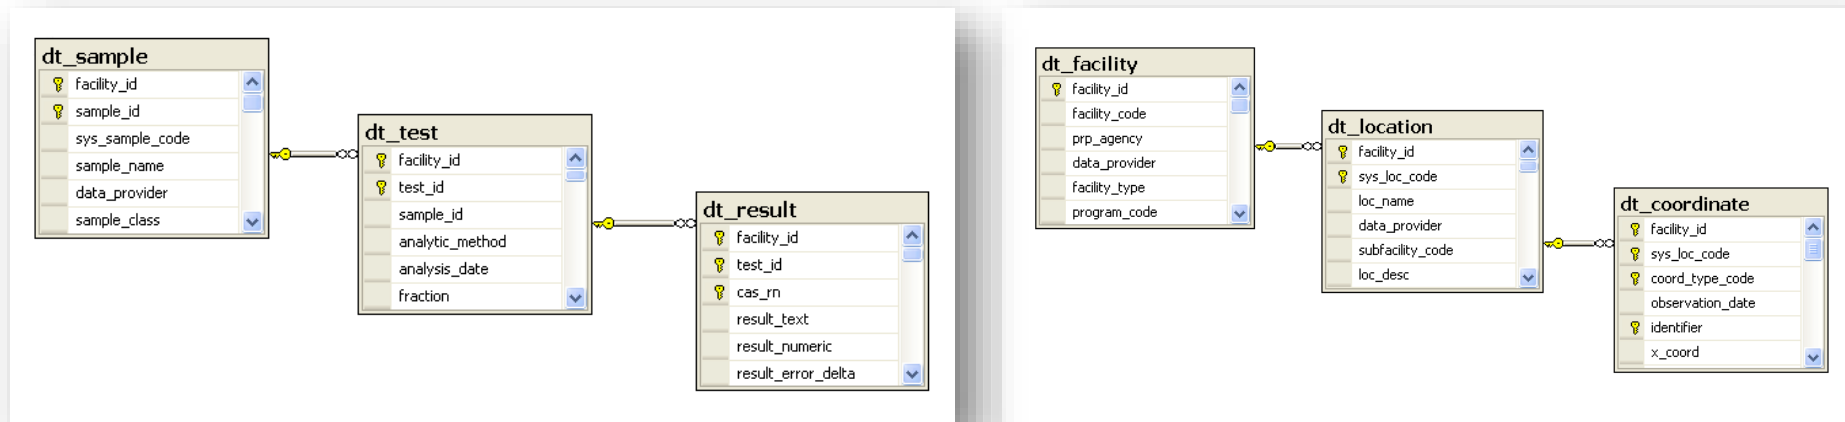 dt_sample
facility_id
sample_id
sys_sample_code
sample_name
data_provider
sample_class
dt_test
facility_id
test_id
sample_id
analytic_method
analysis_date
fraction
dt_result
facility_id
test_id
cas_rn
result_text
result_numeric
result_error_delta
dt_facility
facility_id
facility_code
prp_agency
data_provider
facility_type
program_code
dt_location
facility_id
sys_loc_code
loc_name
data_provider
subfacility_code
loc_desc
dt_coordinate
facility_id
sys_loc_code
coord_type_code
observation_date
identifier
x_coord